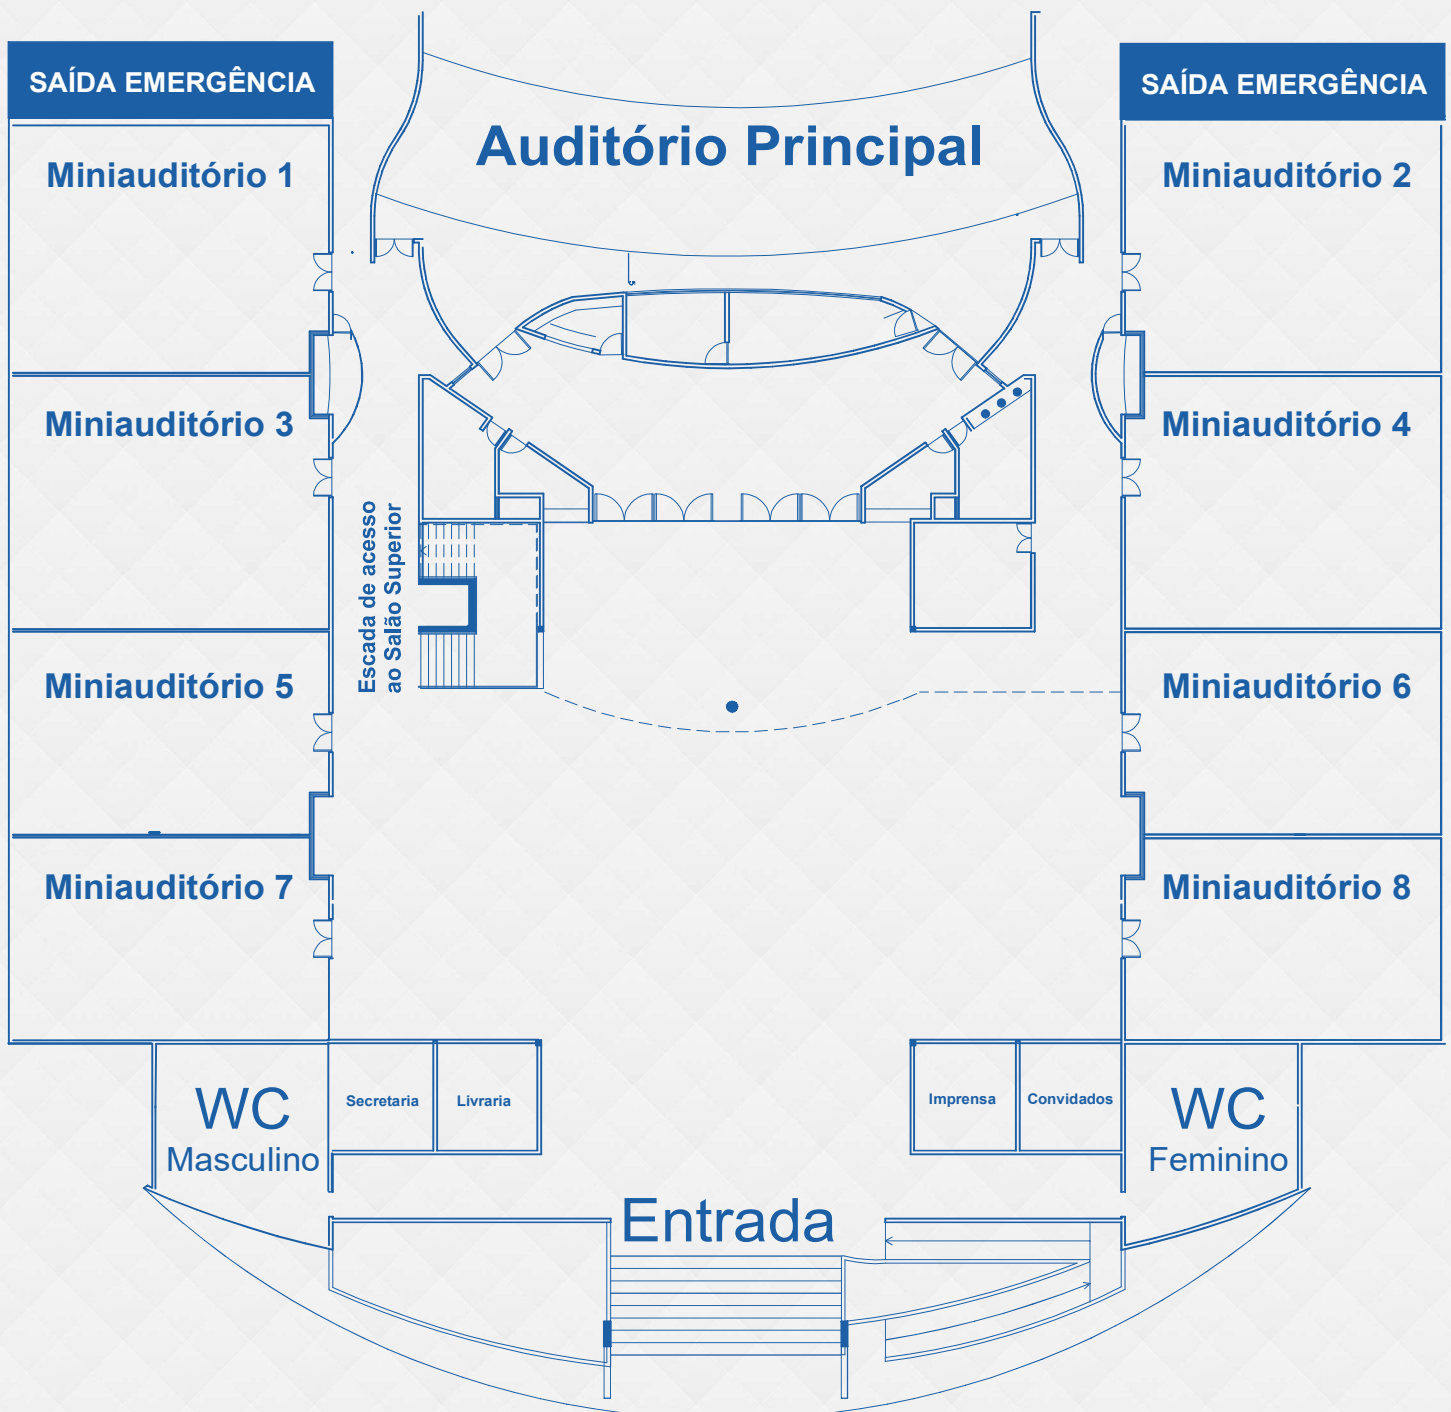 SAÍDA EMERGÊNCIA
SAÍDA EMERGÊNCIA
Auditório Principal
Miniauditório 1
Miniauditório 2
Miniauditório 3
Miniauditório 4
Escada de acesso
ao Salão Superior
Miniauditório 5
Miniauditório 6
Miniauditório 7
Miniauditório 8
WC
Masculino
Secretaria
Livraria
Imprensa
Convidados
WC
Feminino
Entrada